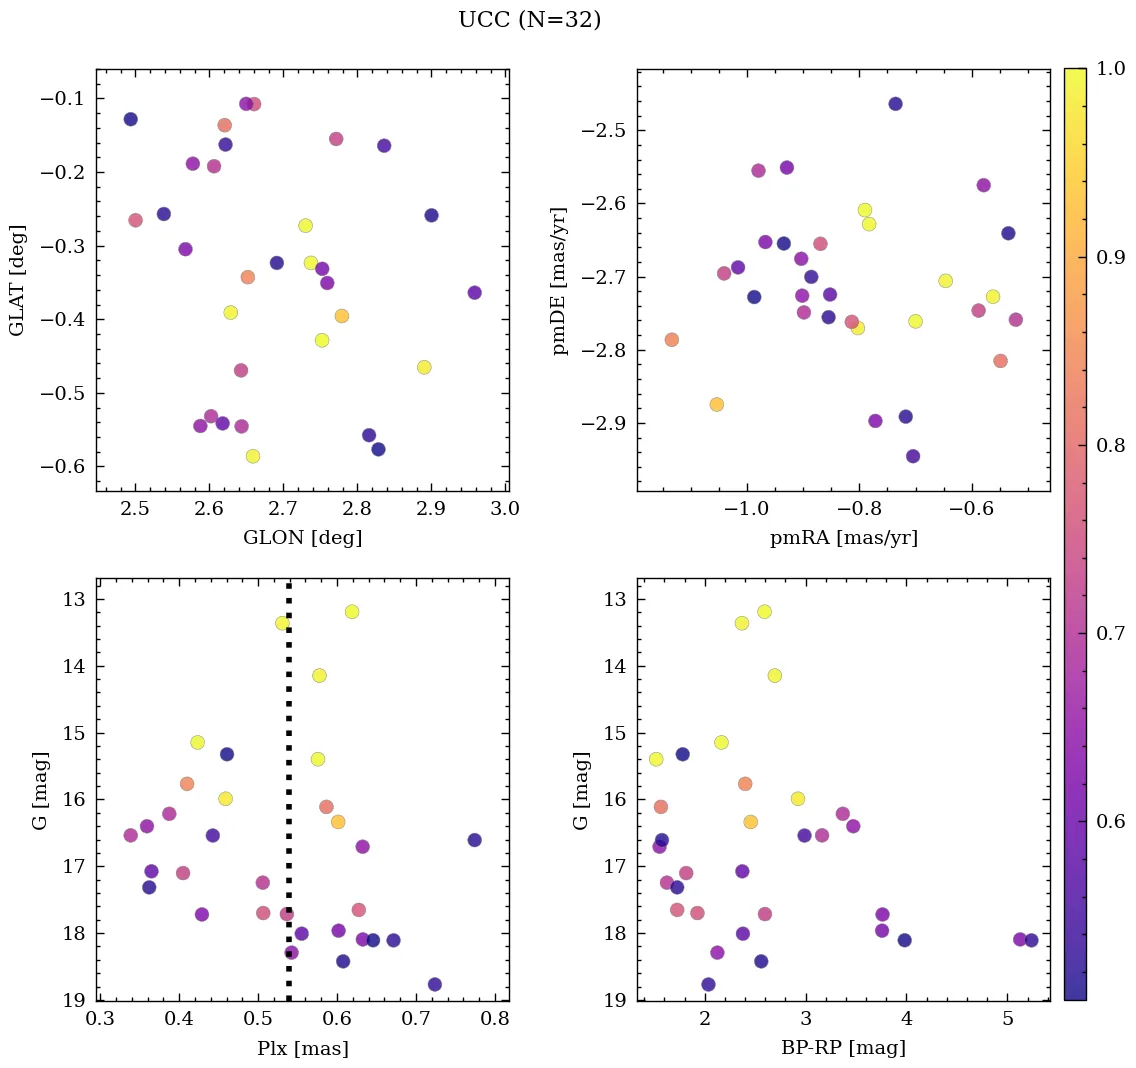 UCC (N=32)
−0.1
−0.2
−0.3
−0.4
−0.5
−0.6
GLAT [deg]
2.5 2.6 2.7 2.8 2.9 3.0
GLON [deg]
−2.5
−2.6
−2.7
−2.8
−2.9
pmDE [mas/yr]
−1.0 −0.8 −0.6
pmRA [mas/yr]
13
14
15
16
17
18
19
G [mag]
0.3 0.4 0.5 0.6 0.7 0.8
Plx [mas]
13
14
15
16
17
18
19
G [mag]
2 3 4 5
BP-RP [mag]
1.0
0.9
0.8
0.7
0.6